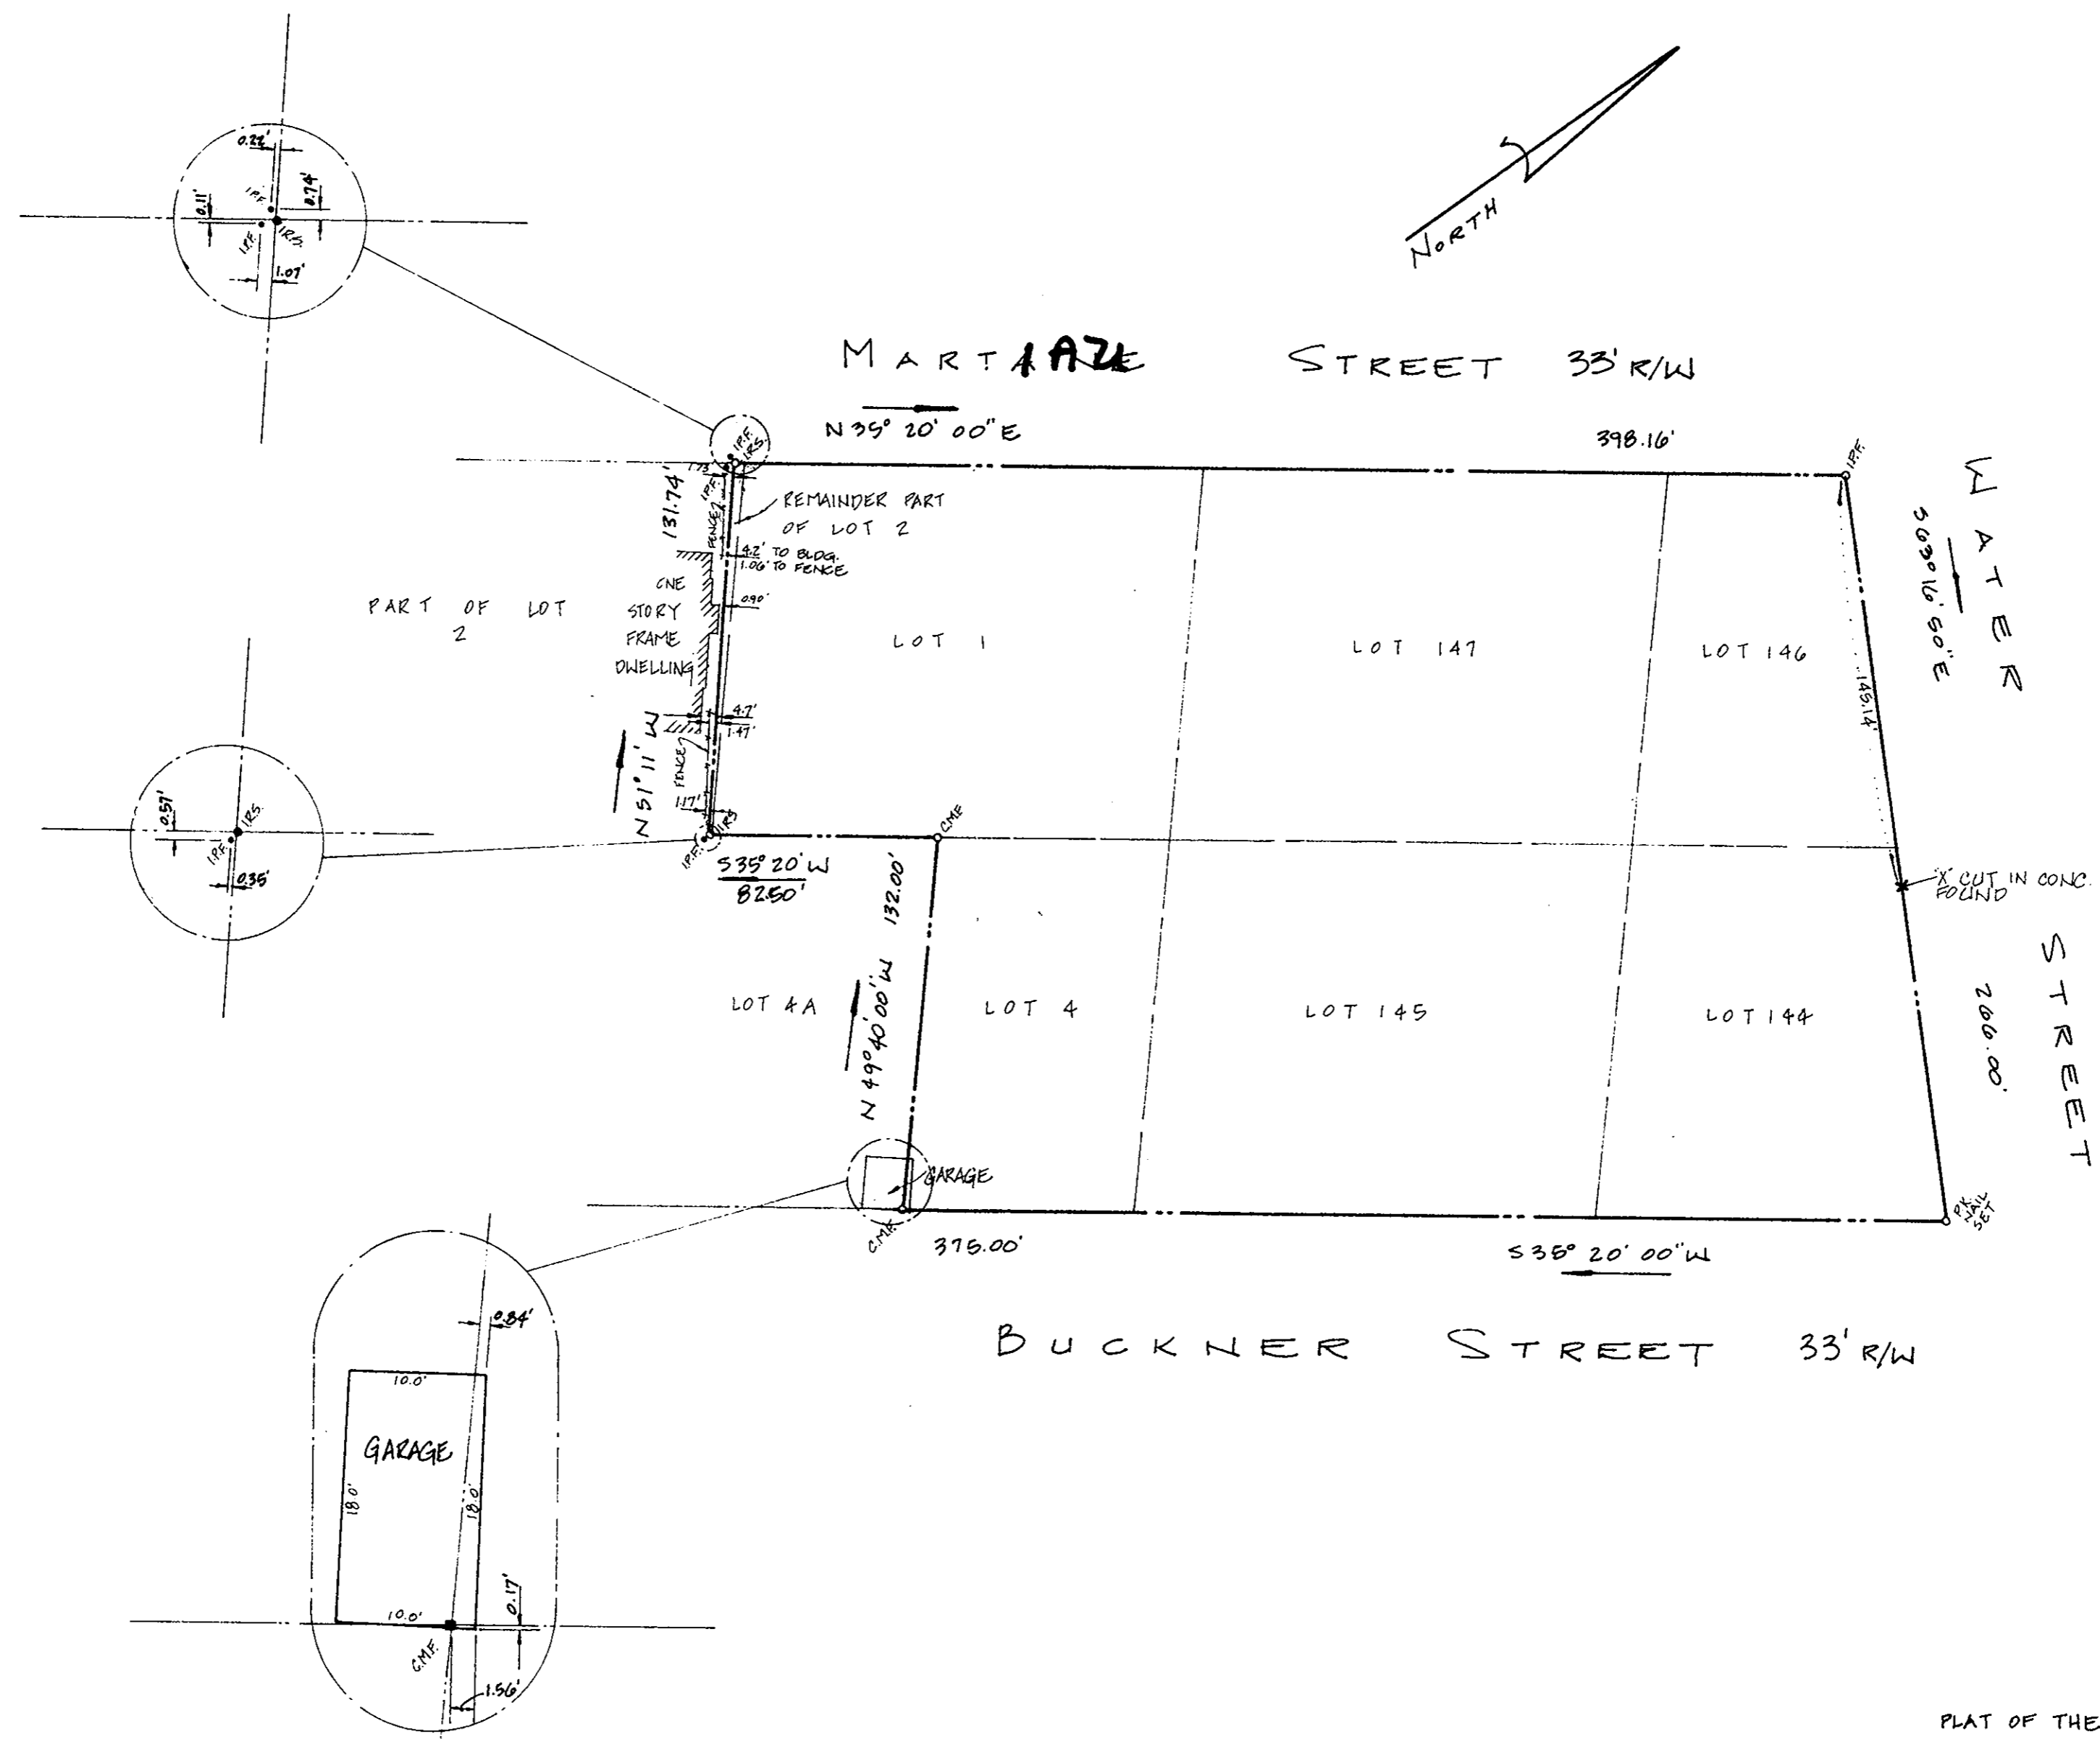 0.22'
0.11'
I.P.F.
0.74'
I.P.F.
I.R.S.
1.07'
NORTH
STREET 33' R/W
N 35° 20' 00" E
398.16'
I.P.F.
I.R.S.
I.P.F.
1.73'
I.P.F.
131.74'
FENCE
REMAINDER PART
OF LOT 2
4.2' TO BLDG.
1.06' TO FENCE
0.90'
PART OF LOT
2
ONE
STORY
FRAME
DWELLING
LOT 1
LOT 147
LOT 146
WATER
S 63° 16' 50" E
145.14'
4.7'
1.47'
N 51° 11' W
FENCE
1.17'
I.R.S.
I.P.F.
C.M.F.
0.57'
I.R.S.
I.P.F.
0.35'
S 35° 20' W
82.50'
132.00'
N 49° 40' 00' W
"X" CUT IN CONC.
FOUND
LOT 4A
LOT 4
LOT 145
LOT 144
STREET
266.00'
GARAGE
C.M.F.
375.00'
S 35° 20' 00" W
P.K.
NAIL
SET
BUCKNER STREET 33' R/W
0.84'
10.0'
GARAGE
18.0'
18.0'
10.0'
0.17'
C.M.F.
1.56'
PLAT OF THE